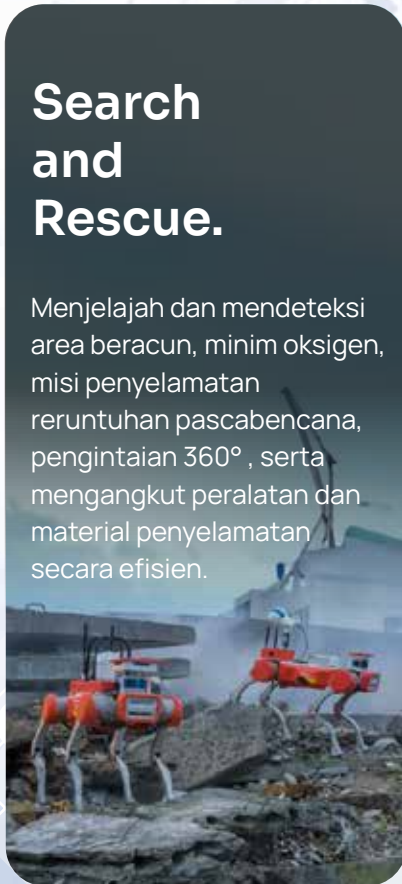 Search
and
Rescue.
Menjelajah dan mendeteksi
area beracun, minim oksigen,
misi penyelamatan
reruntuhan pascabencana,
pengintaian 360° , serta
mengangkut peralatan dan
material penyelamatan
secara efisien.